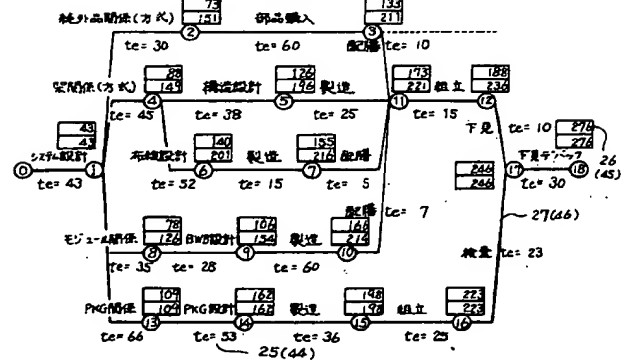 73
純外品関係(方式) 151 部品購入 133 211
② ③
te= 30 te= 60 配膳 te= 10
架関係(方式) 88 149 構造設計 126 196 製造 173 221 組立 188 236
④ ⑤ ⑪ ⑫
te= 45 te= 38 te= 25 te= 15
43 43
システム設計
⓪ ①
te= 43
布線設計 140 201 製造 155 216 配膳
⑥ ⑦
te= 52 te= 15 te= 5
下見 te= 10 276 276 26(45)
246 246 下見デバッグ
⑰ ⑱
te= 30
配膳 te= 7
27(46)
モジュール関係 78 126 BWB設計 106 154 製造 166 214
⑧ ⑨ ⑩
te= 35 te= 28 te= 60
検査 te= 23
PKG関係 109 109 PKG設計 162 162 製造 198 198 組立 223 223
⑬ ⑭ ⑮ ⑯
te= 66 te= 53 te= 36 te= 25
25(44)